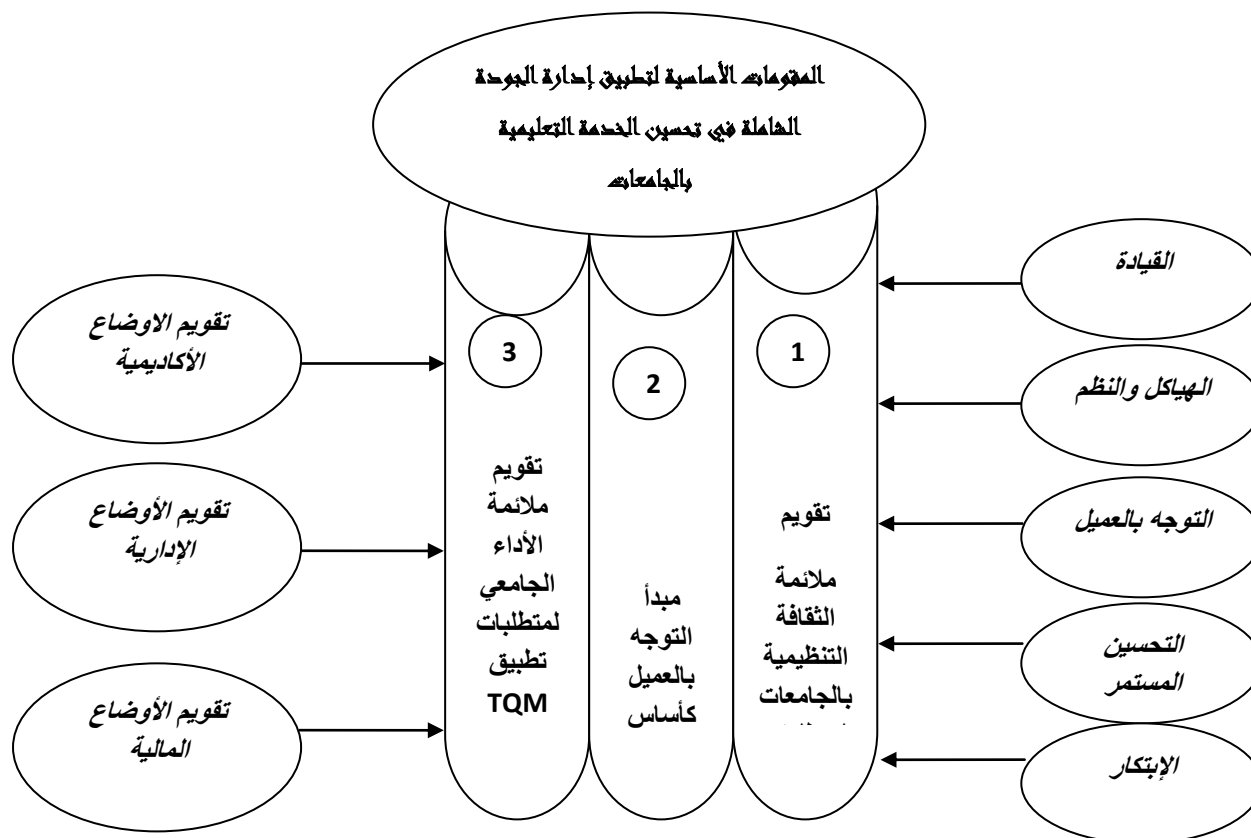 المقومات الأساسية لتطبيق إدارة الجودة
الشاملة في تحسين الخدمة التعليمية
بالجامعات
القيادة
الهياكل والنظم
التوجه بالعميل
التحسين
المستمر
الإبتكار
1
تقويم
ملائمة
الثقافة
التنظيمية
بالجامعات
2
مبدأ
التوجه
بالعميل
كأساس
3
تقويم
ملائمة
الأداء
الجامعي
لمتطلبات
تطبيق
TQM
تقويم الاوضاع
الأكاديمية
تقويم الأوضاع
الإدارية
تقويم الأوضاع
المالية